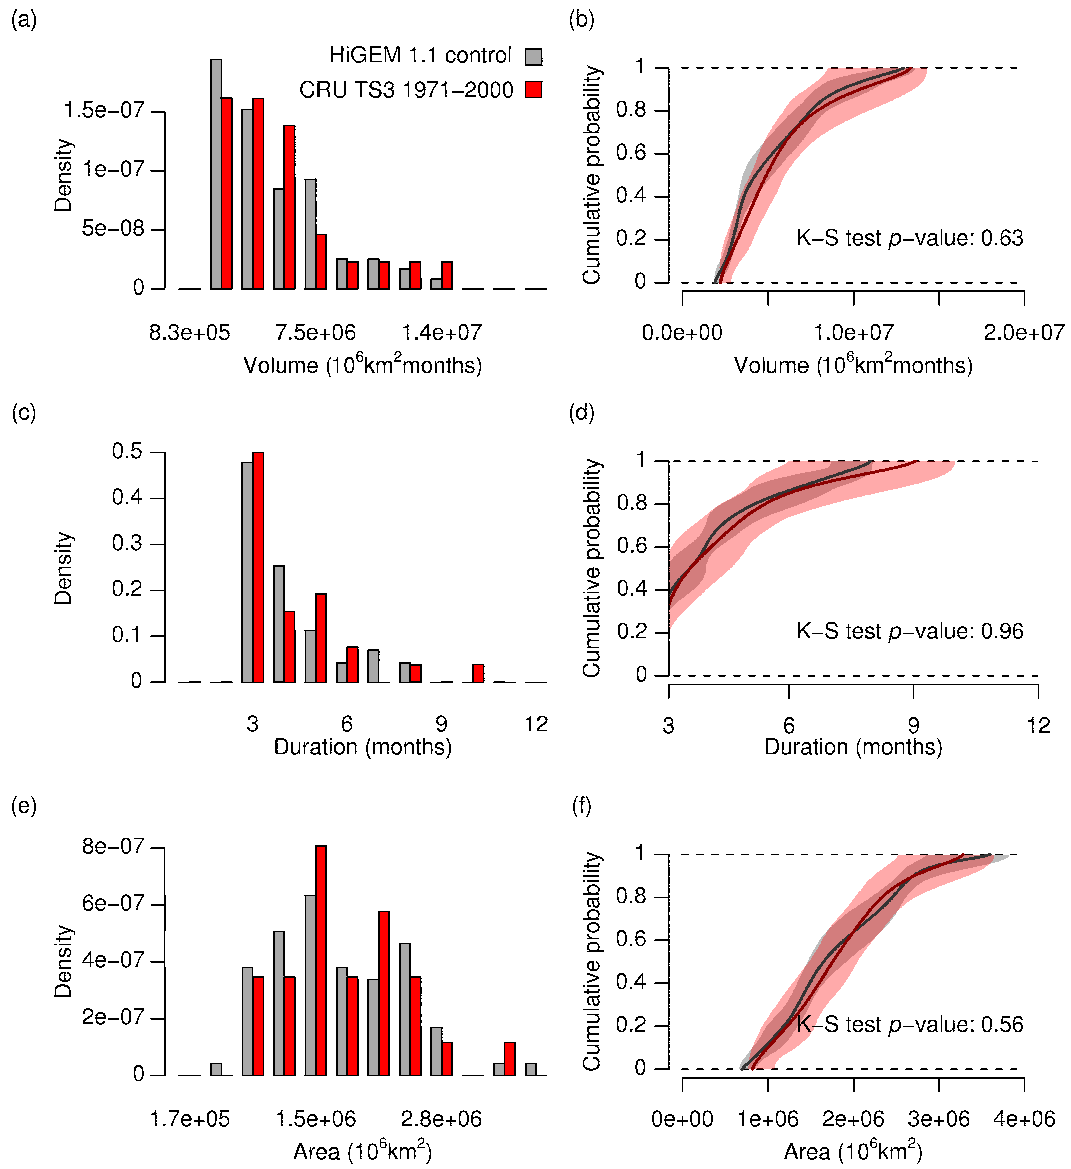 (a)
HiGEM 1.1 control
CRU TS3 1971−2000
Density
1.5e−07
1e−07
5e−08
0
8.3e+05 7.5e+06 1.4e+07
Volume (10⁶km²months)
(b)
Cumulative probability
1
0.8
0.6
0.4
0.2
0
K−S test p−value: 0.63
0.0e+00 1.0e+07 2.0e+07
Volume (10⁶km²months)
(c)
Density
0.5
0.4
0.3
0.2
0.1
0
3 6 9 12
Duration (months)
(d)
Cumulative probability
1
0.8
0.6
0.4
0.2
0
K−S test p−value: 0.96
3 6 9 12
Duration (months)
(e)
Density
8e−07
6e−07
4e−07
2e−07
0
1.7e+05 1.5e+06 2.8e+06
Area (10⁶km²)
(f)
Cumulative probability
1
0.8
0.6
0.4
0.2
0
K−S test p−value: 0.56
0e+00 1e+06 2e+06 3e+06 4e+06
Area (10⁶km²)